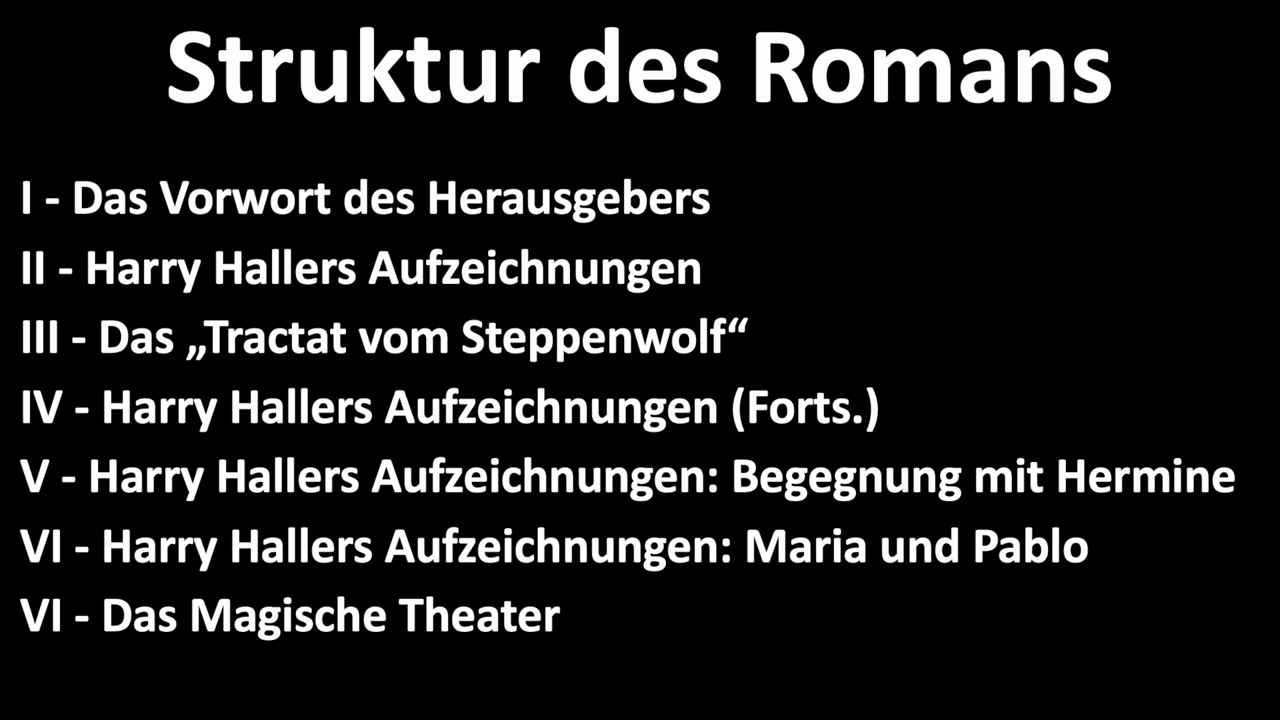 Struktur des Romans
I - Das Vorwort des Herausgebers
II - Harry Hallers Aufzeichnungen
III - Das „Tractat vom Steppenwolf“
IV - Harry Hallers Aufzeichnungen (Forts.)
V - Harry Hallers Aufzeichnungen: Begegnung mit Hermine
VI - Harry Hallers Aufzeichnungen: Maria und Pablo
VI - Das Magische Theater